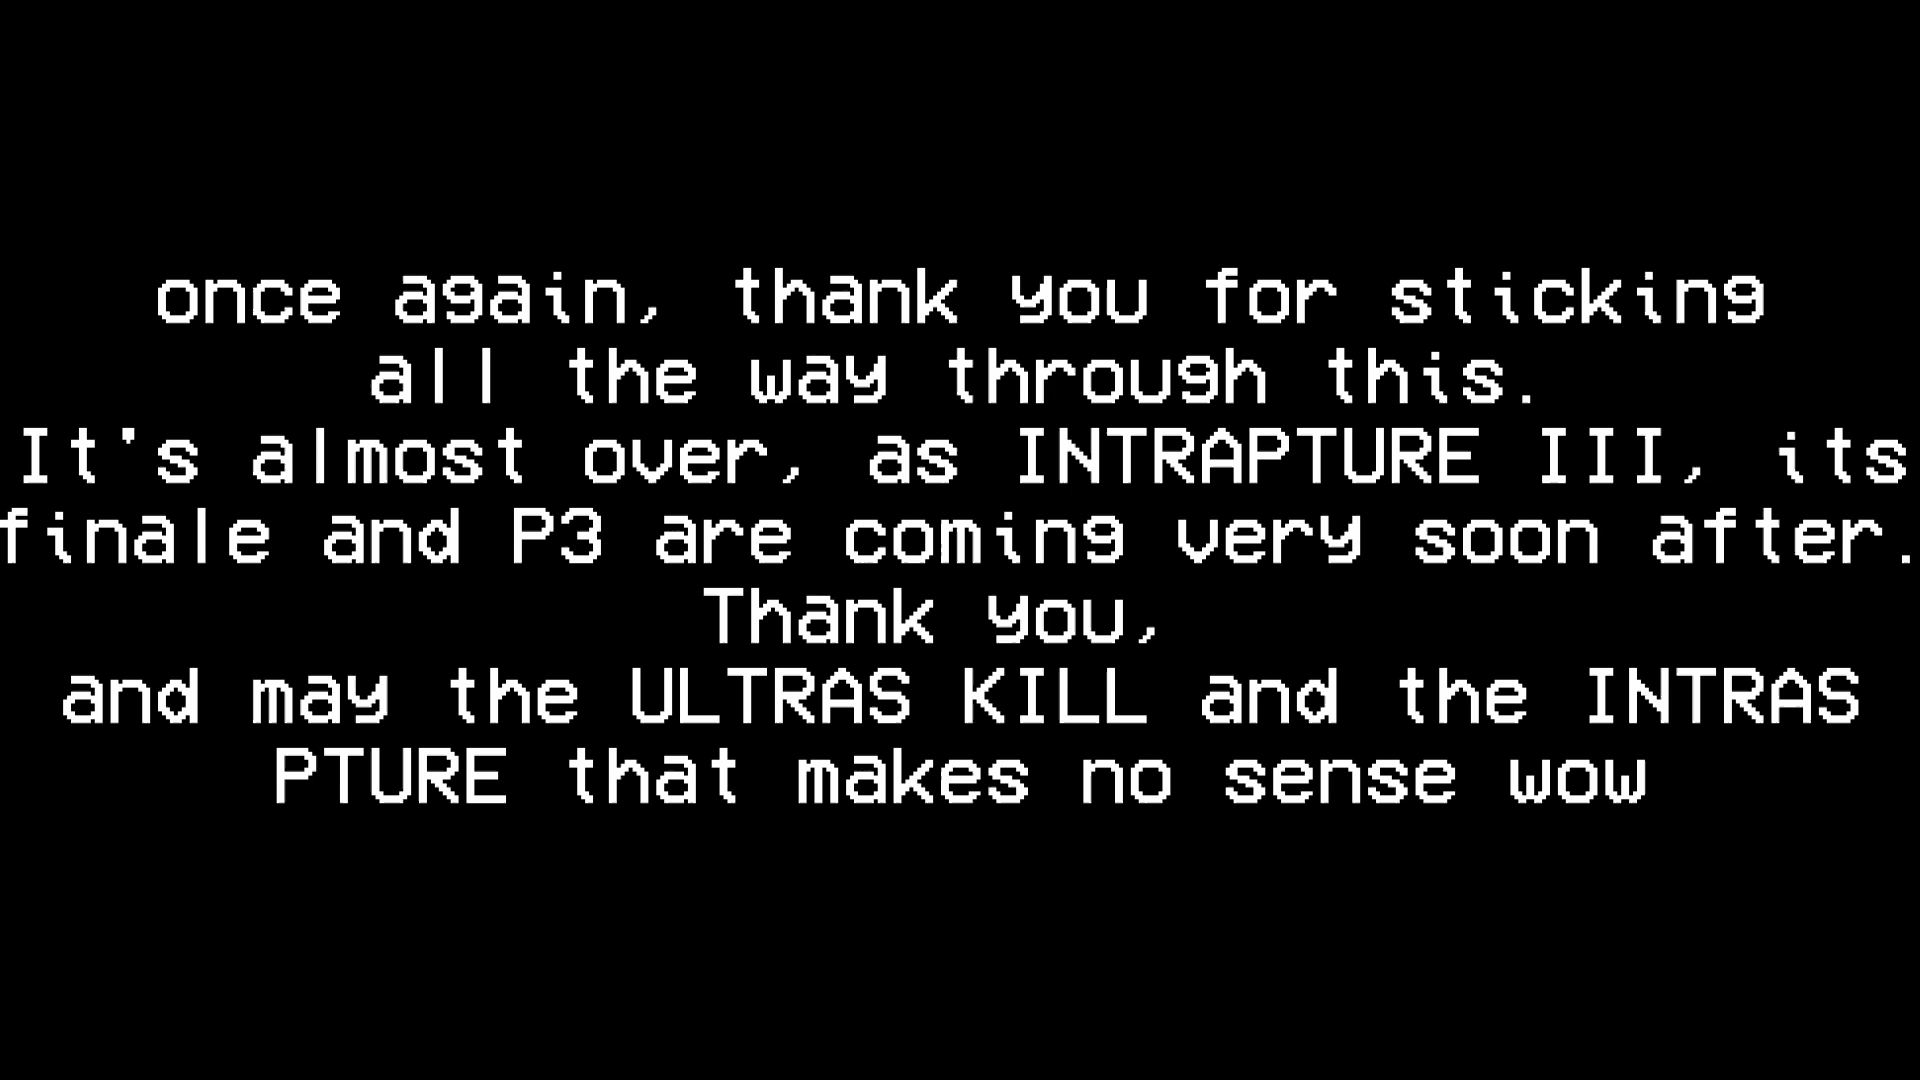 once again, thank you for sticking
all the way through this.
It's almost over, as INTRAPTURE III, its
finale and P3 are coming very soon after.
Thank you,
and may the ULTRAS KILL and the INTRAS
PTURE that makes no sense wow